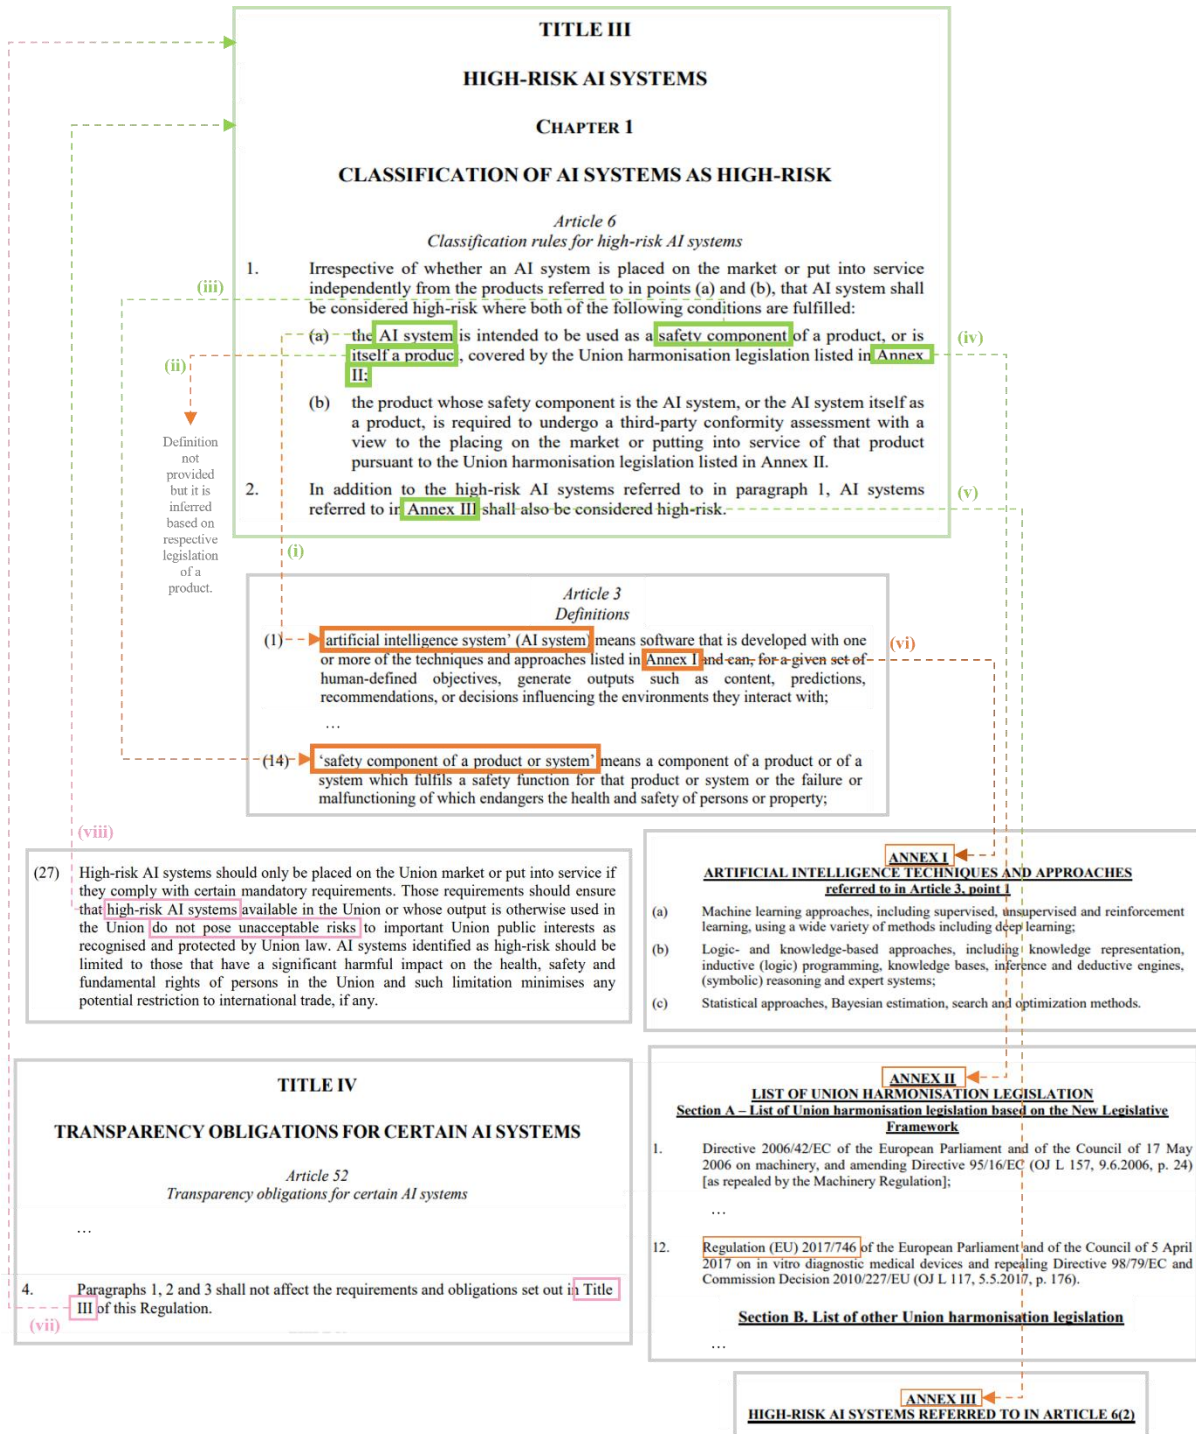 TITLE III
HIGH-RISK AI SYSTEMS
CHAPTER 1
CLASSIFICATION OF AI SYSTEMS AS HIGH-RISK
Article 6
Classification rules for high-risk AI systems
1. Irrespective of whether an AI system is placed on the market or put into service
independently from the products referred to in points (a) and (b), that AI system shall
be considered high-risk where both of the following conditions are fulfilled:
(a) the AI system is intended to be used as a safety component of a product, or is
itself a product, covered by the Union harmonisation legislation listed in Annex
II;
(b) the product whose safety component is the AI system, or the AI system itself as
a product, is required to undergo a third-party conformity assessment with a
view to the placing on the market or putting into service of that product
pursuant to the Union harmonisation legislation listed in Annex II.
2. In addition to the high-risk AI systems referred to in paragraph 1, AI systems
referred to in Annex III shall also be considered high-risk.
(iii)
(ii)
(iv)
(v)
(i)
Definition
not
provided
but it is
inferred
based on
respective
legislation
of a
product.
Article 3
Definitions
(1) 'artificial intelligence system' (AI system) means software that is developed with one
or more of the techniques and approaches listed in Annex I and can, for a given set of
human-defined objectives, generate outputs such as content, predictions,
recommendations, or decisions influencing the environments they interact with;
…
(14) 'safety component of a product or system' means a component of a product or of a
system which fulfils a safety function for that product or system or the failure or
malfunctioning of which endangers the health and safety of persons or property;
(vi)
(viii)
(27) High-risk AI systems should only be placed on the Union market or put into service if
they comply with certain mandatory requirements. Those requirements should ensure
that high-risk AI systems available in the Union or whose output is otherwise used in
the Union do not pose unacceptable risks to important Union public interests as
recognised and protected by Union law. AI systems identified as high-risk should be
limited to those that have a significant harmful impact on the health, safety and
fundamental rights of persons in the Union and such limitation minimises any
potential restriction to international trade, if any.
ANNEX I
ARTIFICIAL INTELLIGENCE TECHNIQUES AND APPROACHES
referred to in Article 3, point 1
(a) Machine learning approaches, including supervised, unsupervised and reinforcement
learning, using a wide variety of methods including deep learning;
(b) Logic- and knowledge-based approaches, including knowledge representation,
inductive (logic) programming, knowledge bases, inference and deductive engines,
(symbolic) reasoning and expert systems;
(c) Statistical approaches, Bayesian estimation, search and optimization methods.
TITLE IV
TRANSPARENCY OBLIGATIONS FOR CERTAIN AI SYSTEMS
Article 52
Transparency obligations for certain AI systems
…
4. Paragraphs 1, 2 and 3 shall not affect the requirements and obligations set out in Title
III of this Regulation.
(vii)
ANNEX II
LIST OF UNION HARMONISATION LEGISLATION
Section A – List of Union harmonisation legislation based on the New Legislative
Framework
1. Directive 2006/42/EC of the European Parliament and of the Council of 17 May
2006 on machinery, and amending Directive 95/16/EC (OJ L 157, 9.6.2006, p. 24)
[as repealed by the Machinery Regulation];
…
12. Regulation (EU) 2017/746 of the European Parliament and of the Council of 5 April
2017 on in vitro diagnostic medical devices and repealing Directive 98/79/EC and
Commission Decision 2010/227/EU (OJ L 117, 5.5.2017, p. 176).
Section B. List of other Union harmonisation legislation
…
ANNEX III
HIGH-RISK AI SYSTEMS REFERRED TO IN ARTICLE 6(2)